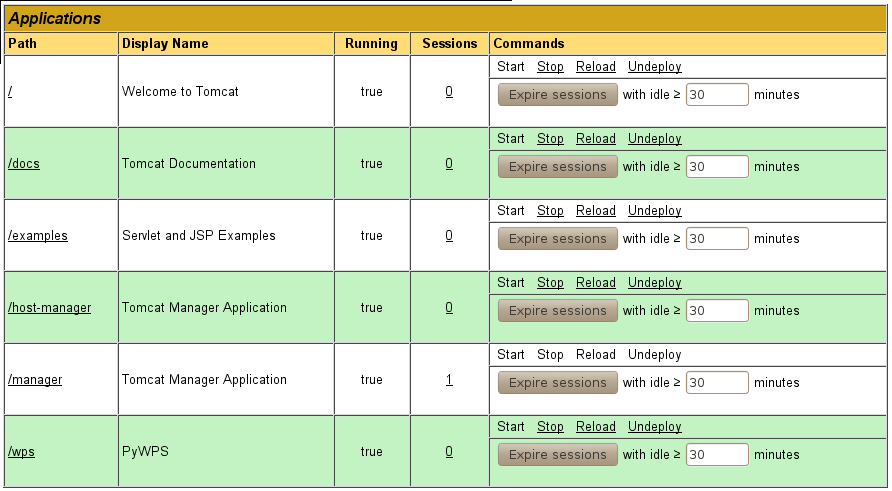 Applications
Path Display Name Running Sessions Commands
Start Stop Reload Undeploy
/ Welcome to Tomcat true 0
Expire sessions with idle ≥ 30 minutes
Start Stop Reload Undeploy
/docs Tomcat Documentation true 0
Expire sessions with idle ≥ 30 minutes
Start Stop Reload Undeploy
/examples Servlet and JSP Examples true 0
Expire sessions with idle ≥ 30 minutes
Start Stop Reload Undeploy
/host-manager Tomcat Manager Application true 0
Expire sessions with idle ≥ 30 minutes
Start Stop Reload Undeploy
/manager Tomcat Manager Application true 1
Expire sessions with idle ≥ 30 minutes
Start Stop Reload Undeploy
/wps PyWPS true 0
Expire sessions with idle ≥ 30 minutes